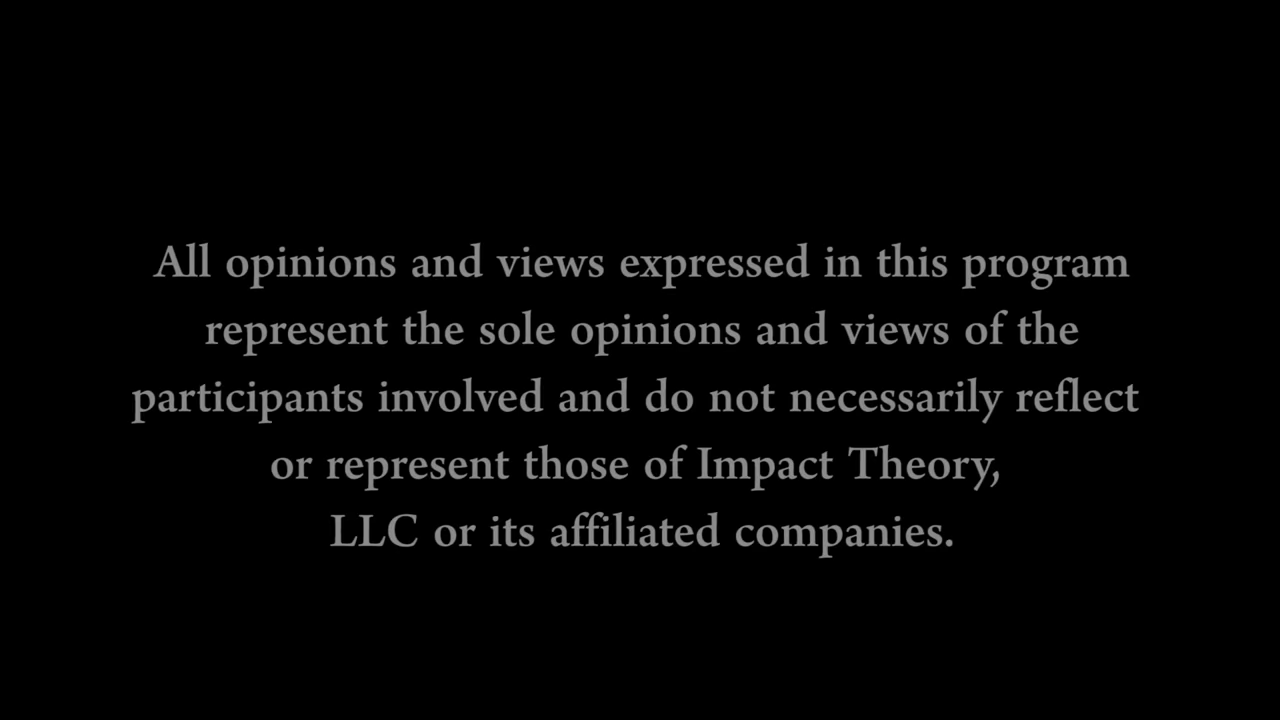 All opinions and views expressed in this program
represent the sole opinions and views of the
participants involved and do not necessarily reflect
or represent those of Impact Theory,
LLC or its affiliated companies.